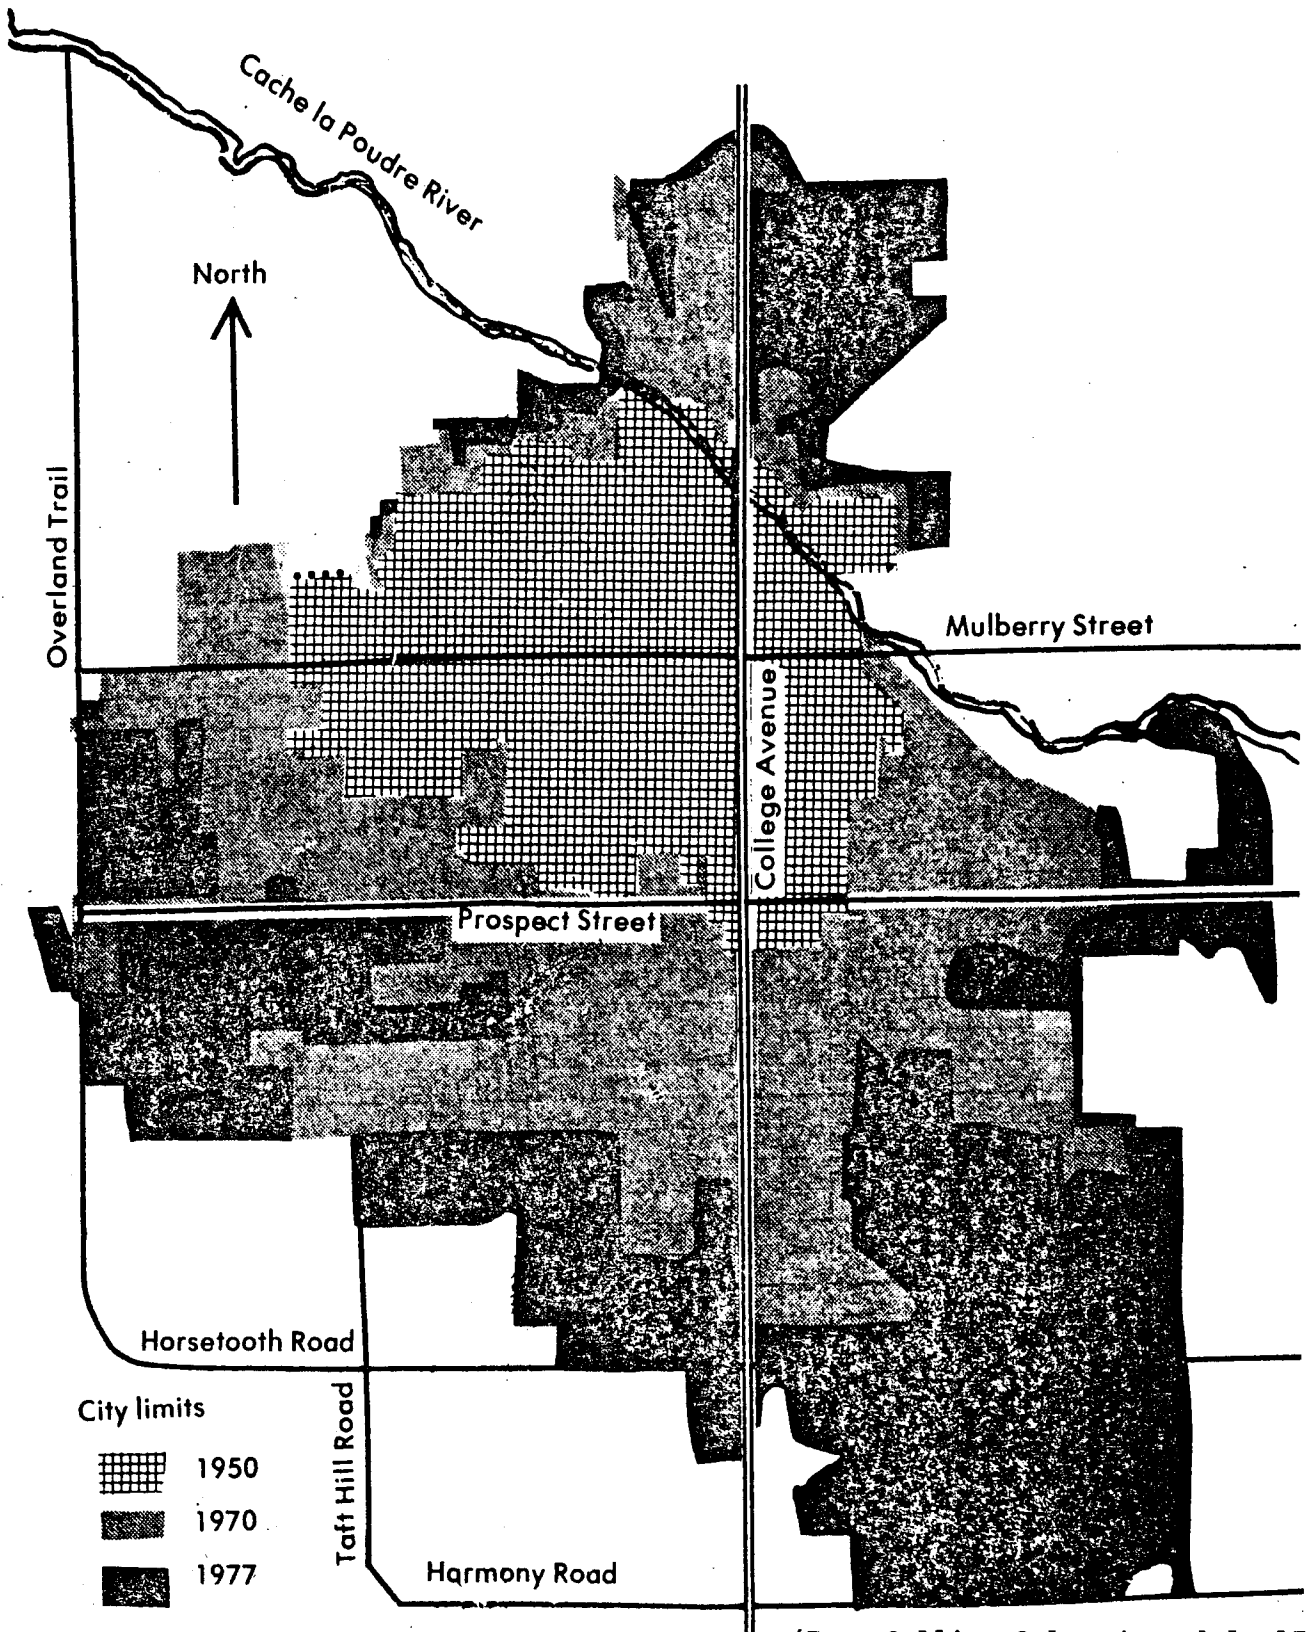 Cache la Poudre River
North
Overland Trail
Mulberry Street
College Avenue
Prospect Street
Horsetooth Road
City limits
1950
1970
1977
Taft Hill Road
Harmony Road